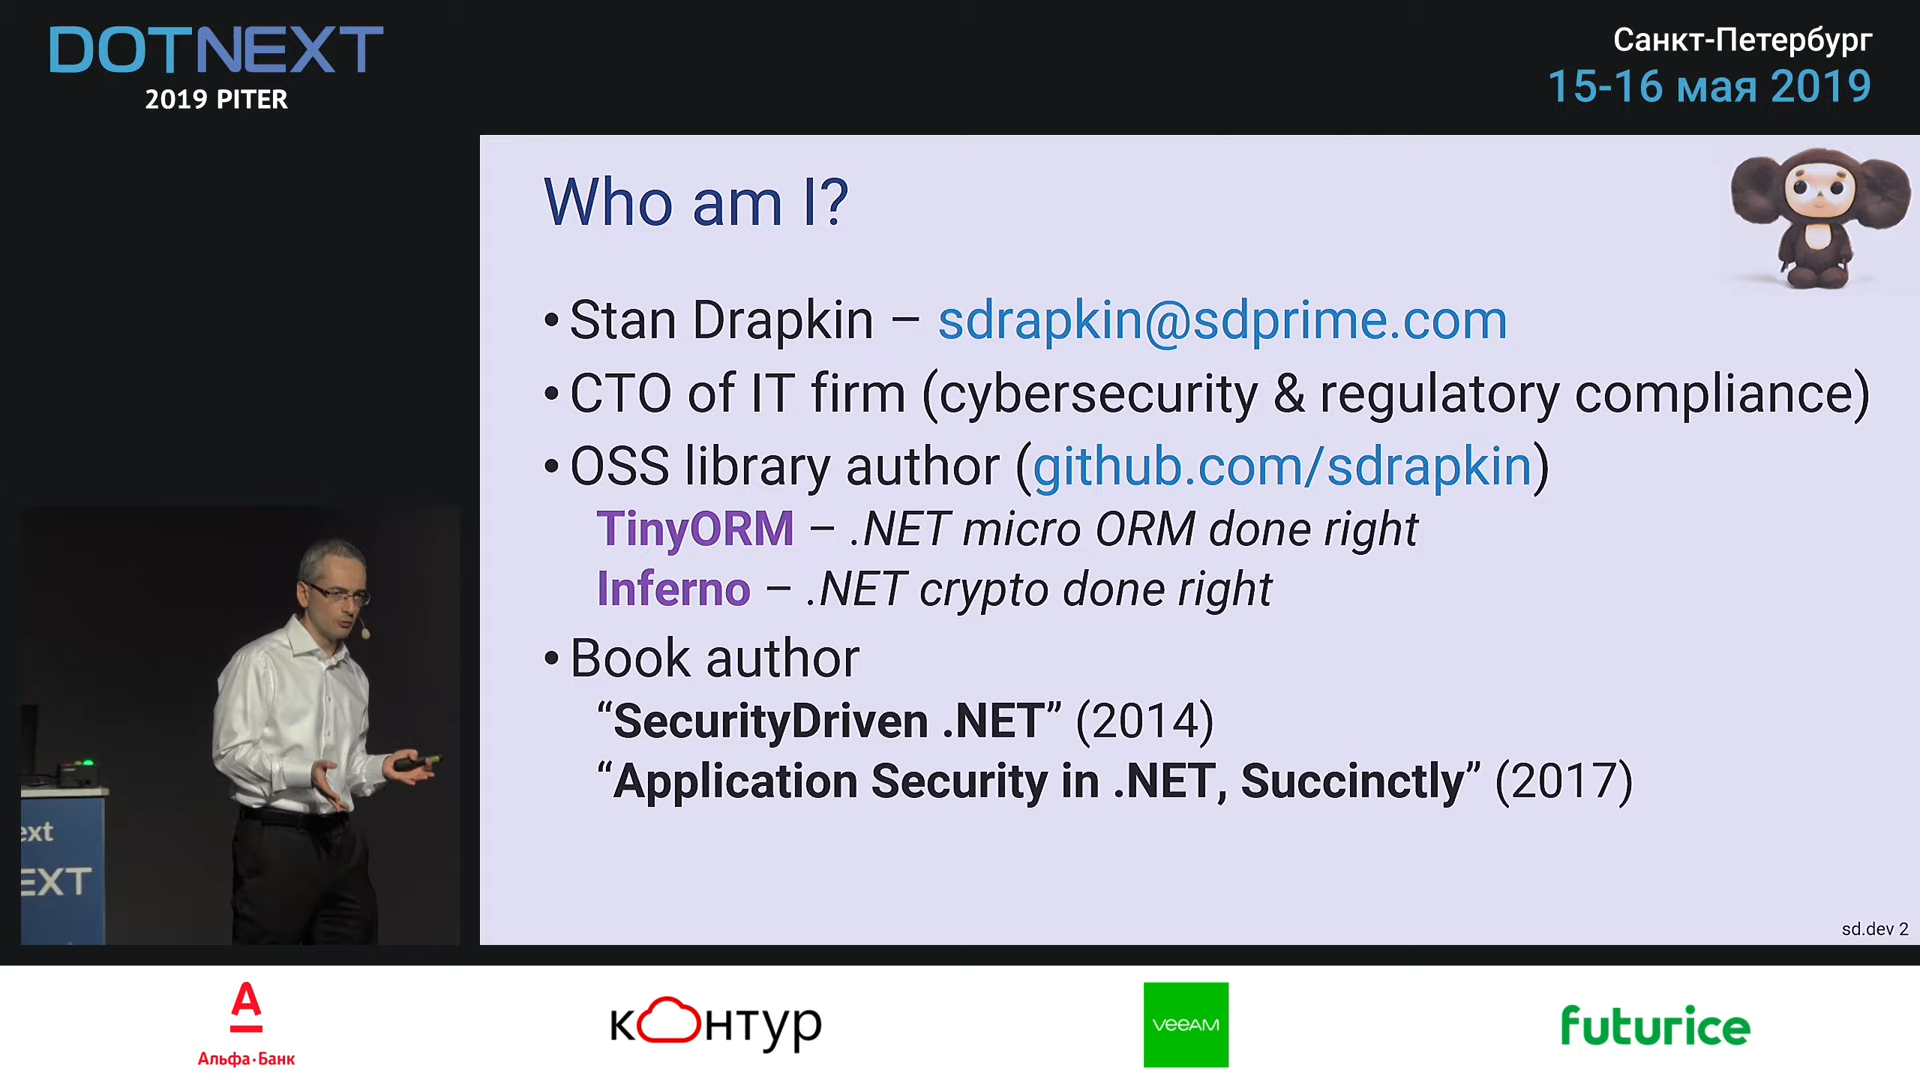 DOTNEXT
2019 PITER
Санкт-Петербург
15-16 мая 2019
Who am I?
• Stan Drapkin – sdrapkin@sdprime.com
• CTO of IT firm (cybersecurity & regulatory compliance)
• OSS library author (github.com/sdrapkin)
TinyORM – .NET micro ORM done right
Inferno – .NET crypto done right
• Book author
“SecurityDriven .NET” (2014)
“Application Security in .NET, Succinctly” (2017)
sd.dev 2
ext
EXT
А
Альфа·Банк
контур
veeam
futurice